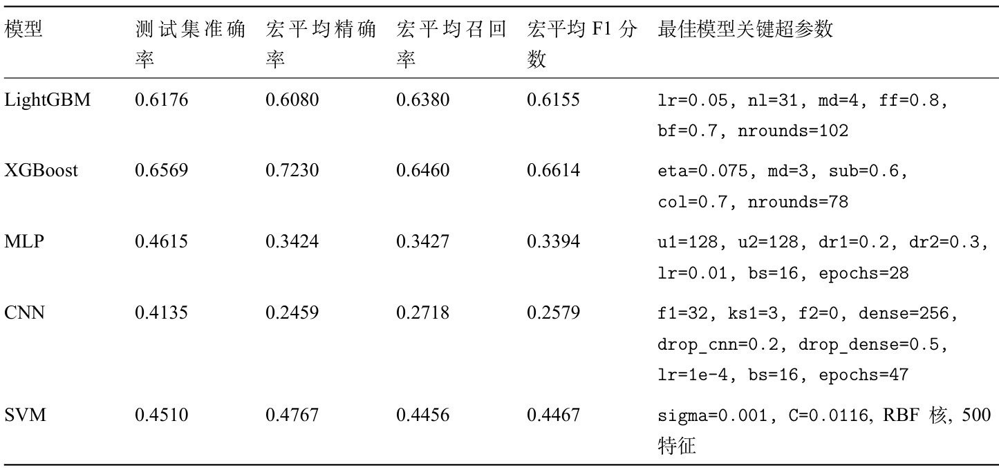 模型 测试集准确 宏平均精确 宏平均召回 宏平均 F1 分 最佳模型关键超参数
率 率 率 数
LightGBM 0.6176 0.6080 0.6380 0.6155 lr=0.05, nl=31, md=4, ff=0.8,
bf=0.7, nrounds=102
XGBoost 0.6569 0.7230 0.6460 0.6614 eta=0.075, md=3, sub=0.6,
col=0.7, nrounds=78
MLP 0.4615 0.3424 0.3427 0.3394 u1=128, u2=128, dr1=0.2, dr2=0.3,
lr=0.01, bs=16, epochs=28
CNN 0.4135 0.2459 0.2718 0.2579 f1=32, ks1=3, f2=0, dense=256,
drop_cnn=0.2, drop_dense=0.5,
lr=1e-4, bs=16, epochs=47
SVM 0.4510 0.4767 0.4456 0.4467 sigma=0.001, C=0.0116, RBF 核, 500
特征